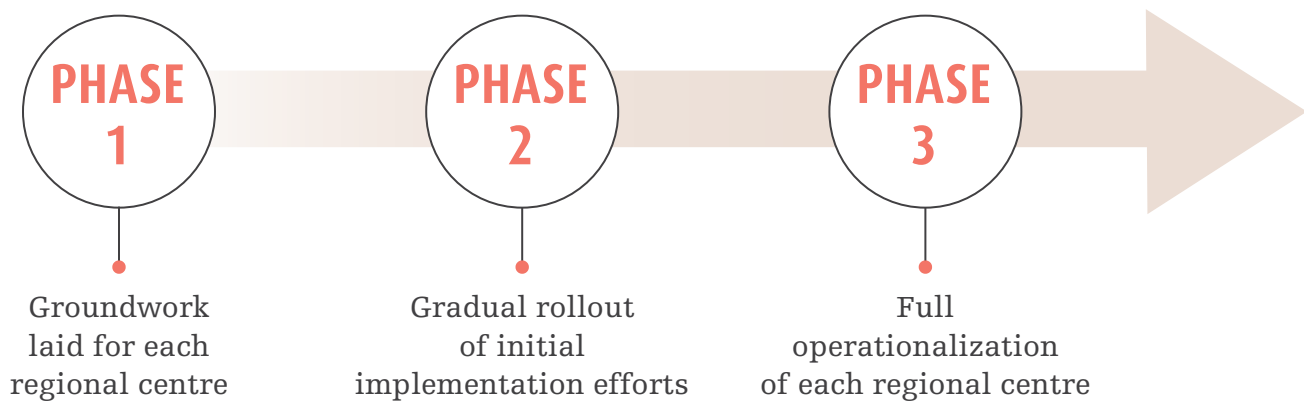 PHASE
1
Groundwork
laid for each
regional centre
PHASE
2
Gradual rollout
of initial
implementation efforts
PHASE
3
Full
operationalization
of each regional centre